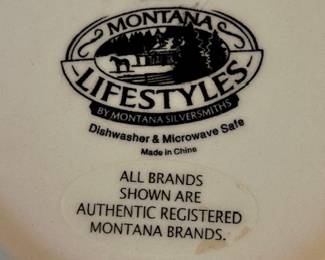 MONTANA
LIFESTYLES
BY MONTANA SILVERSMITHS
Dishwasher & Microwave Safe
Made in China
ALL BRANDS
SHOWN ARE
AUTHENTIC REGISTERED
MONTANA BRANDS.